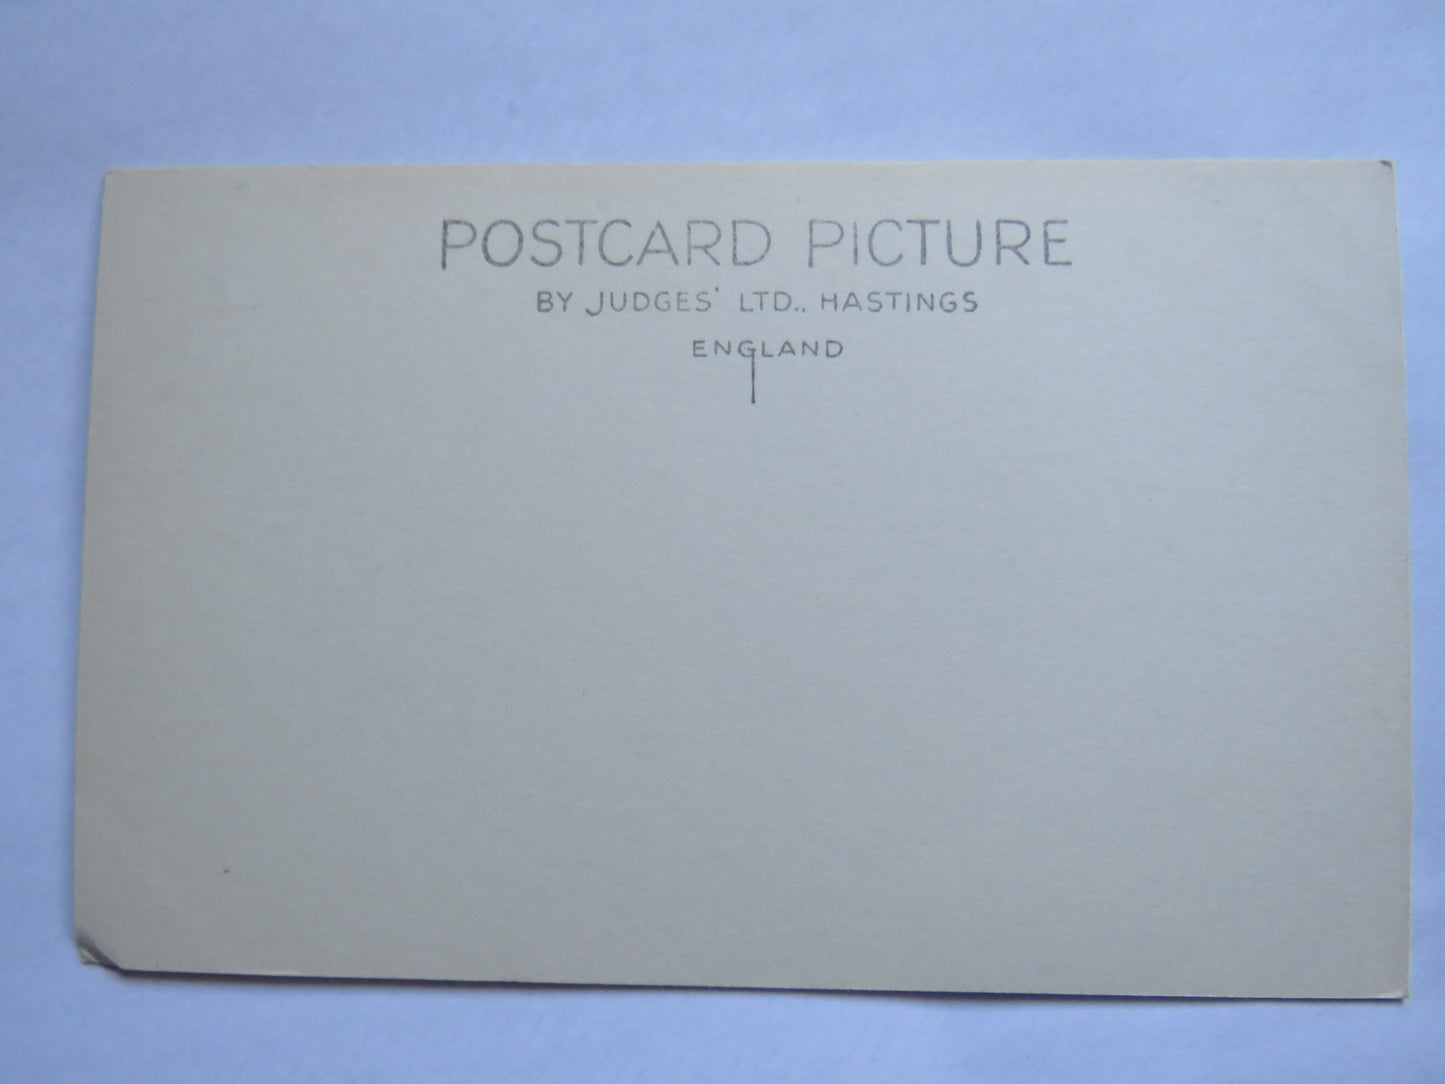 POSTCARD PICTURE
BY JUDGES' LTD., HASTINGS
ENGLAND